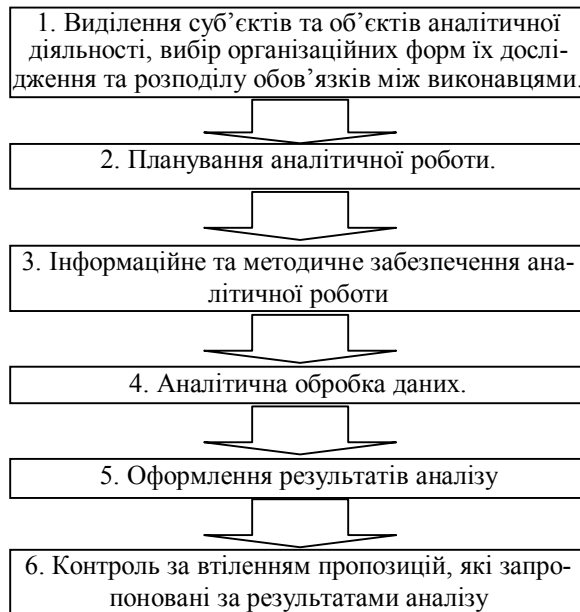 1. Виділення суб’єктів та об’єктів аналітичної
діяльності, вибір організаційних форм їх дослі-
дження та розподілу обов’язків між виконавцями.
2. Планування аналітичної роботи.
3. Інформаційне та методичне забезпечення ана-
літичної роботи
4. Аналітична обробка даних.
5. Оформлення результатів аналізу
6. Контроль за втіленням пропозицій, які запро-
поновані за результатами аналізу